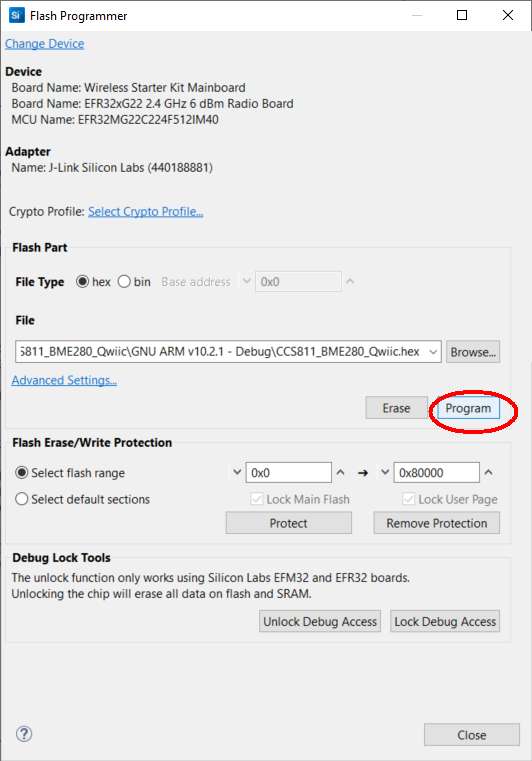 Si Flash Programmer
Change Device
Device
Board Name: Wireless Starter Kit Mainboard
Board Name: EFR32xG22 2.4 GHz 6 dBm Radio Board
MCU Name: EFR32MG22C224F512IM40
Adapter
Name: J-Link Silicon Labs (440188881)
Crypto Profile: Select Crypto Profile...
Flash Part
File Type hex bin Base address 0x0
File
S811_BME280_Qwiic\GNU ARM v10.2.1 - Debug\CCS811_BME280_Qwiic.hex Browse...
Advanced Settings...
Erase Program
Flash Erase/Write Protection
Select flash range 0x0 0x80000
Select default sections Lock Main Flash Lock User Page
Protect Remove Protection
Debug Lock Tools
The unlock function only works using Silicon Labs EFM32 and EFR32 boards.
Unlocking the chip will erase all data on flash and SRAM.
Unlock Debug Access Lock Debug Access
? Close